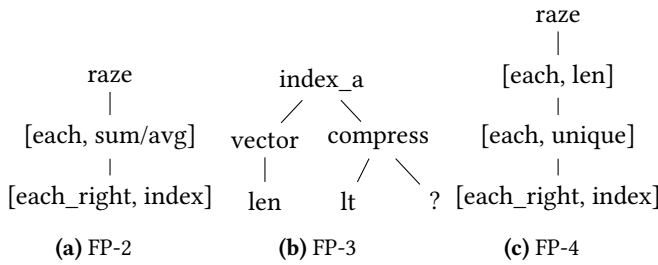 raze
[each, sum/avg]
[each_right, index]
(a) FP-2
index_a
vector compress
len lt ?
(b) FP-3
raze
[each, len]
[each, unique]
[each_right, index]
(c) FP-4